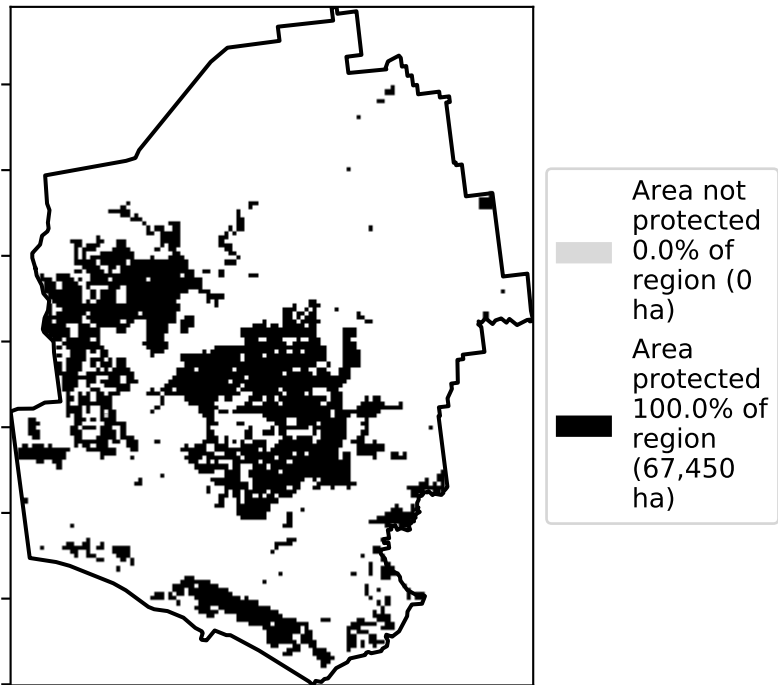 Area not
protected
0.0% of
region (0
ha)
Area
protected
100.0% of
region
(67,450
ha)